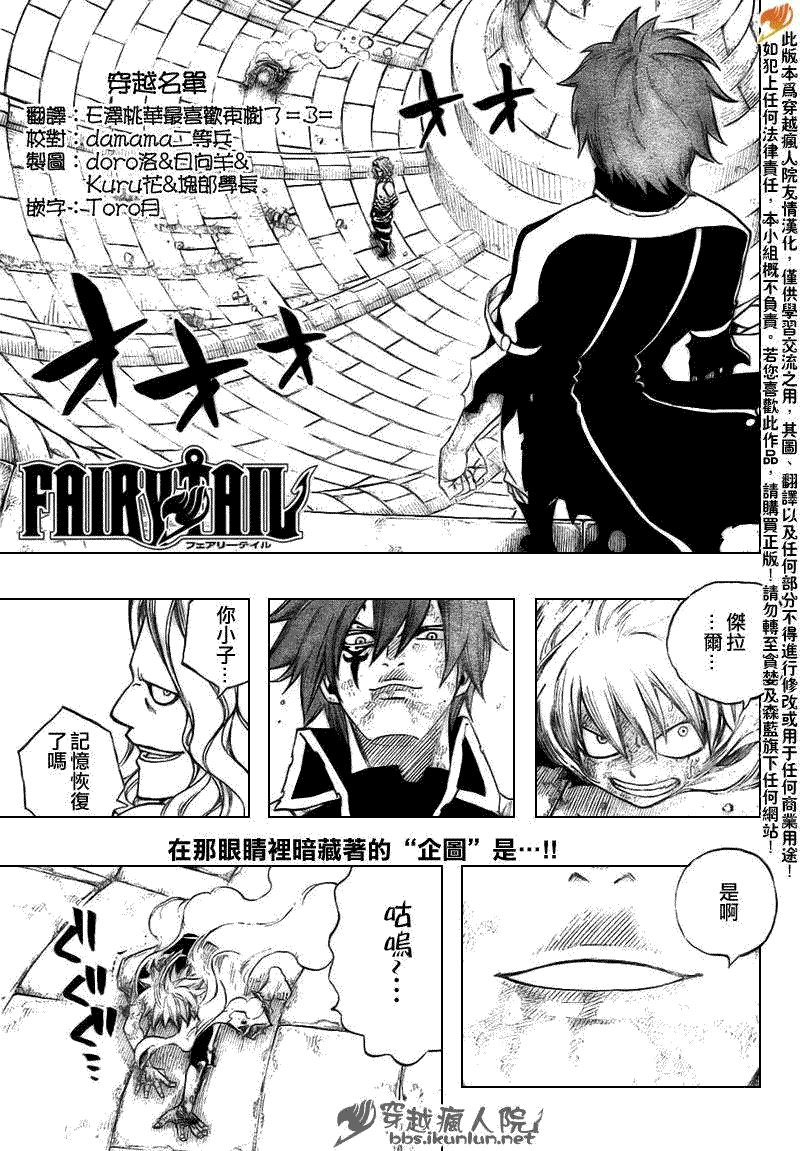 穿越名單
翻譯：王澤桃華最喜歡東樹了=3=
校對：damama二等兵
製圖：doro洛&日向羊&
Kuru忙&塊郎學長
嵌字：Toro月
此版本爲穿越瘋人院友情漢化，僅供學習交流之用，其圖、翻譯以及任何部分不得進行修改或用于任何商業用途！
如犯上任何法律責任，本小組概不負責。若您喜歡此作品，請購買正版！請勿轉至貪婪及森藍旗下任何網站！
オオオ
FAIRY TAIL
フェアリーテイル
傑拉
…爾…
你小子…
記憶恢復
了嗎
在那眼睛裡暗藏著的“企圖”是…!!
是啊
咕嗚~…
穿越瘋人院
bbs.ikunlun.net